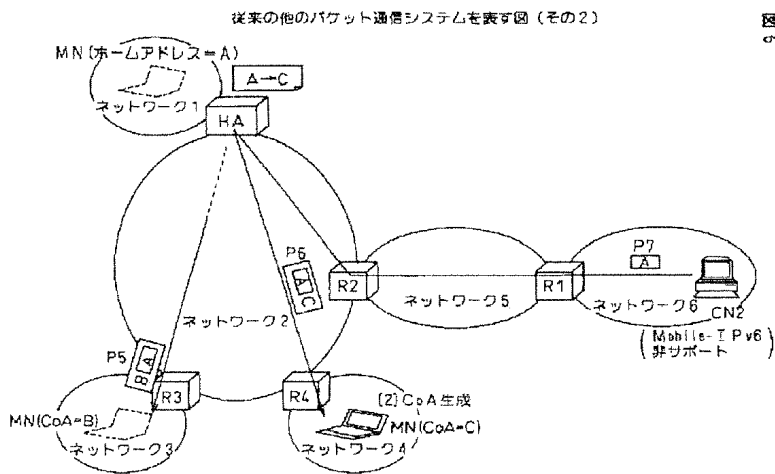 従来の他のパケット通信システムを表す図(その2)
図
MN(ホームアドレス=A)
A→C
ネットワーク1
HA
P6
A
C
R2
ネットワーク5
R1
P7
A
ネットワーク6
CN2
(Mobile-IPv6
非サポート)
ネットワーク2
P5
A
B
R3
R4
[2]CoA生成
MN(CoA=B)
MN(CoA=C)
ネットワーク3
ネットワーク4